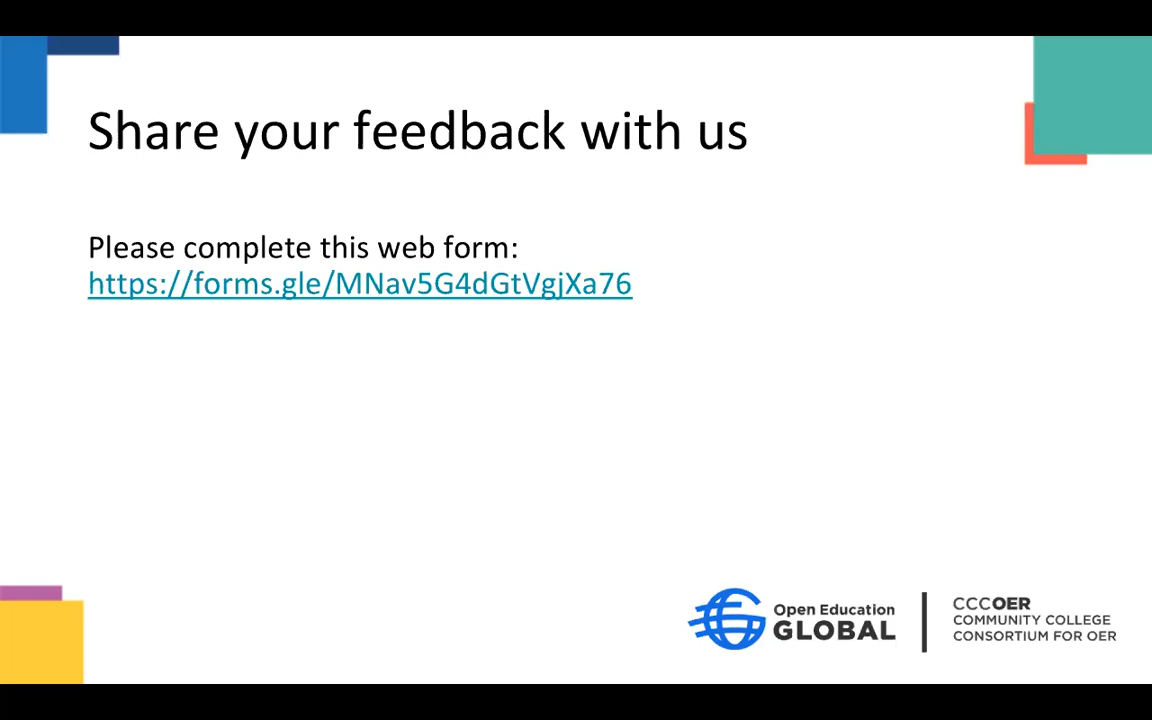 Share your feedback with us
Please complete this web form:
https://forms.gle/MNav5G4dGtVgjXa76
Open Education
GLOBAL
CCCOER
COMMUNITY COLLEGE
CONSORTIUM FOR OER